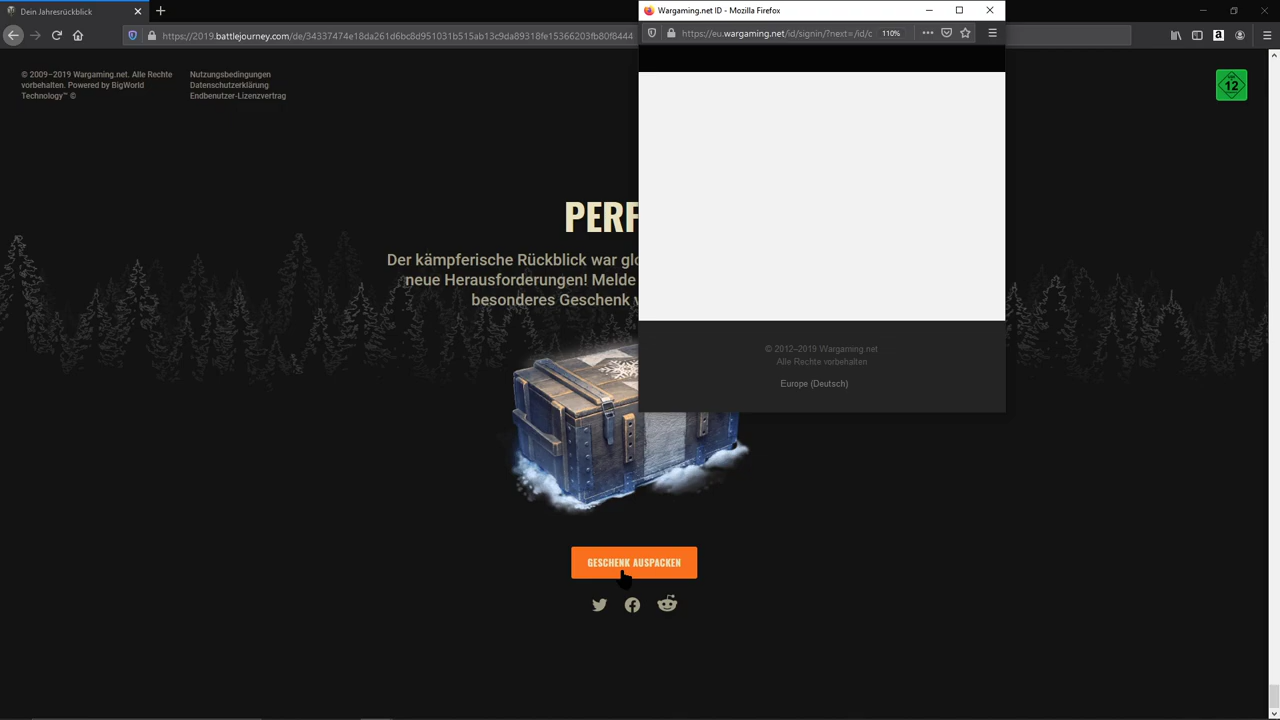 Dein Jahresrückblick
https://2019.battlejourney.com/de/34337474e18da261d6bc8d951031b515ab13c9da89318fe15366203fb80f8444
Wargaming.net ID - Mozilla Firefox
https://eu.wargaming.net/id/signin/?next=/id/c
110%
© 2009–2019 Wargaming.net. Alle Rechte
vorbehalten. Powered by BigWorld
Technology™ ©
Nutzungsbedingungen
Datenschutzerklärung
Endbenutzer-Lizenzvertrag
12
PERF
Der kämpferische Rückblick war glo
neue Herausforderungen! Melde
besonderes Geschenk
© 2012–2019 Wargaming.net
Alle Rechte vorbehalten
Europe (Deutsch)
GESCHENK AUSPACKEN